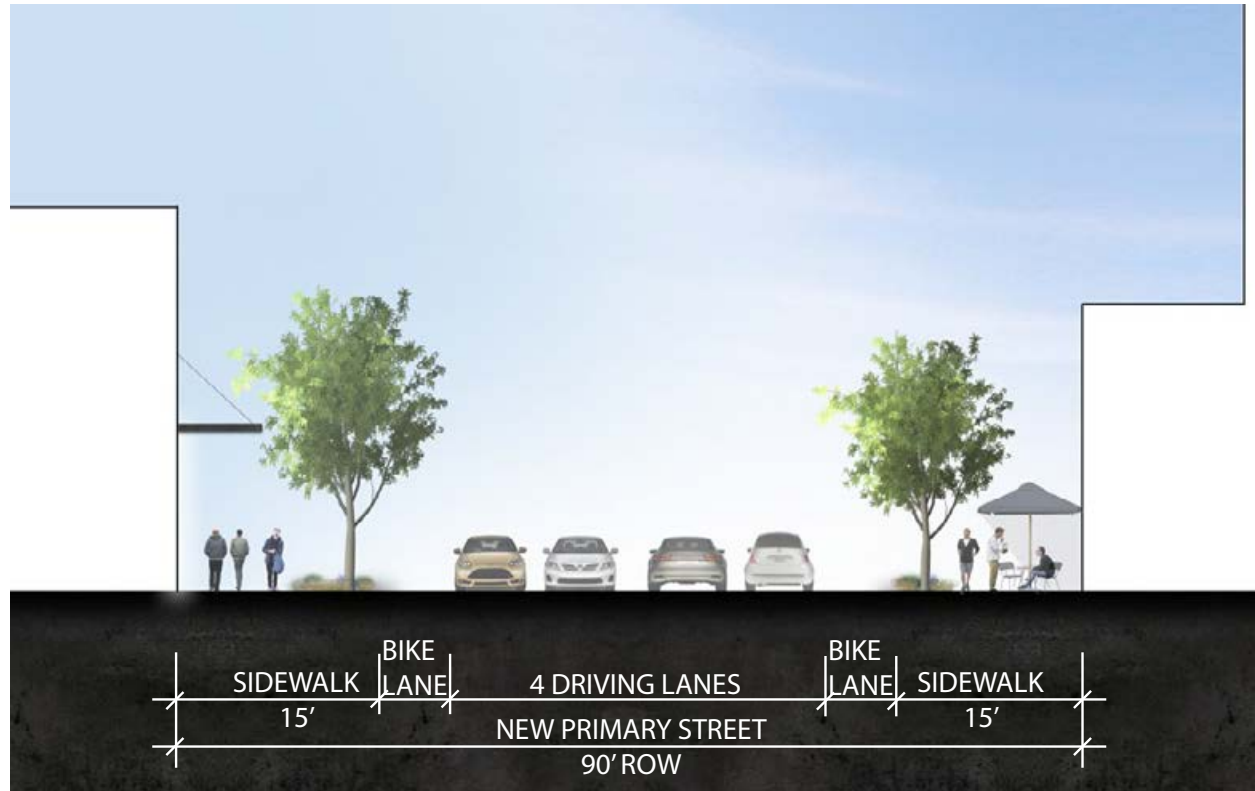 BIKE
LANE
BIKE
LANE
SIDEWALK
4 DRIVING LANES
SIDEWALK
15’
15’
NEW PRIMARY STREET
90’ ROW